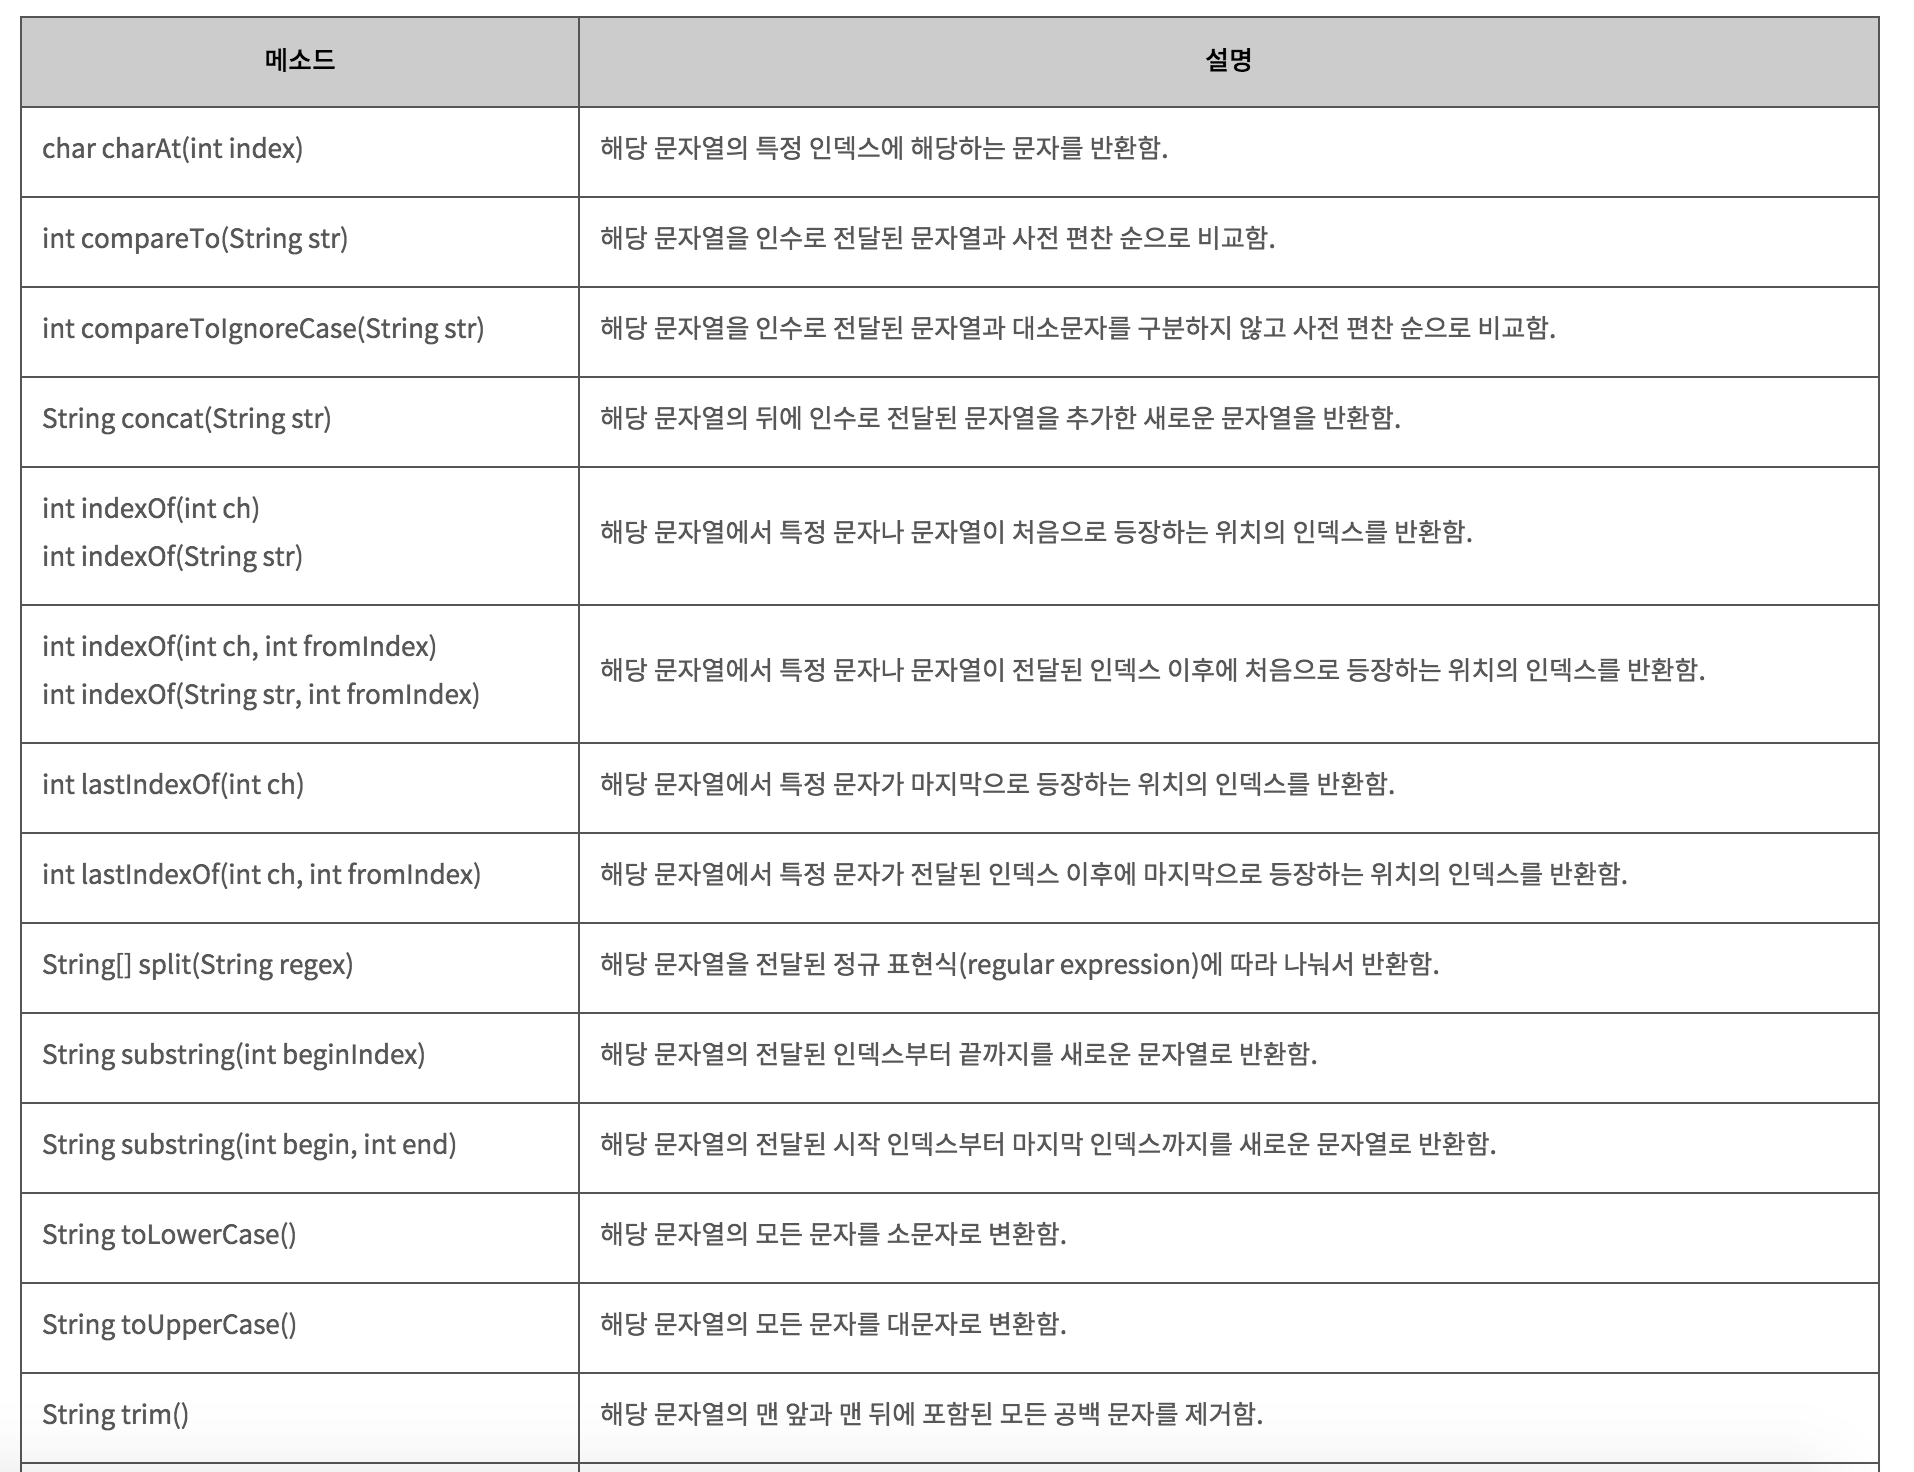 메소드 설명
char charAt(int index) 해당 문자열의 특정 인덱스에 해당하는 문자를 반환함.
int compareTo(String str) 해당 문자열을 인수로 전달된 문자열과 사전 편찬 순으로 비교함.
int compareToIgnoreCase(String str) 해당 문자열을 인수로 전달된 문자열과 대소문자를 구분하지 않고 사전 편찬 순으로 비교함.
String concat(String str) 해당 문자열의 뒤에 인수로 전달된 문자열을 추가한 새로운 문자열을 반환함.
int indexOf(int ch)
int indexOf(String str)
해당 문자열에서 특정 문자나 문자열이 처음으로 등장하는 위치의 인덱스를 반환함.
int indexOf(int ch, int fromIndex)
int indexOf(String str, int fromIndex)
해당 문자열에서 특정 문자나 문자열이 전달된 인덱스 이후에 처음으로 등장하는 위치의 인덱스를 반환함.
int lastIndexOf(int ch) 해당 문자열에서 특정 문자가 마지막으로 등장하는 위치의 인덱스를 반환함.
int lastIndexOf(int ch, int fromIndex) 해당 문자열에서 특정 문자가 전달된 인덱스 이후에 마지막으로 등장하는 위치의 인덱스를 반환함.
String[] split(String regex) 해당 문자열을 전달된 정규 표현식(regular expression)에 따라 나눠서 반환함.
String substring(int beginIndex) 해당 문자열의 전달된 인덱스부터 끝까지를 새로운 문자열로 반환함.
String substring(int begin, int end) 해당 문자열의 전달된 시작 인덱스부터 마지막 인덱스까지를 새로운 문자열로 반환함.
String toLowerCase() 해당 문자열의 모든 문자를 소문자로 변환함.
String toUpperCase() 해당 문자열의 모든 문자를 대문자로 변환함.
String trim() 해당 문자열의 맨 앞과 맨 뒤에 포함된 모든 공백 문자를 제거함.